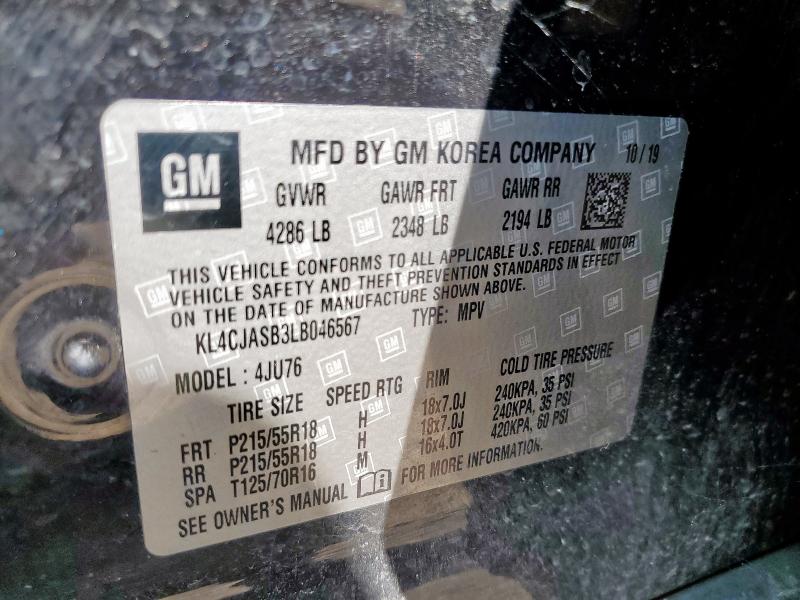 GM
MFD BY GM KOREA COMPANY 10/19
GVWR GAWR FRT GAWR RR
4286 LB 2348 LB 2194 LB
THIS VEHICLE CONFORMS TO ALL APPLICABLE U.S. FEDERAL MOTOR
VEHICLE SAFETY AND THEFT PREVENTION STANDARDS IN EFFECT
ON THE DATE OF MANUFACTURE SHOWN ABOVE.
KL4CJASB3LB046567 TYPE: MPV
MODEL: 4JU76
TIRE SIZE SPEED RTG RIM COLD TIRE PRESSURE
FRT P215/55R18 H 18x7.0J 240KPA, 35 PSI
RR P215/55R18 H 18x7.0J 240KPA, 35 PSI
SPA T125/70R16 M 16x4.0T 420KPA, 60 PSI
SEE OWNER'S MANUAL FOR MORE INFORMATION.